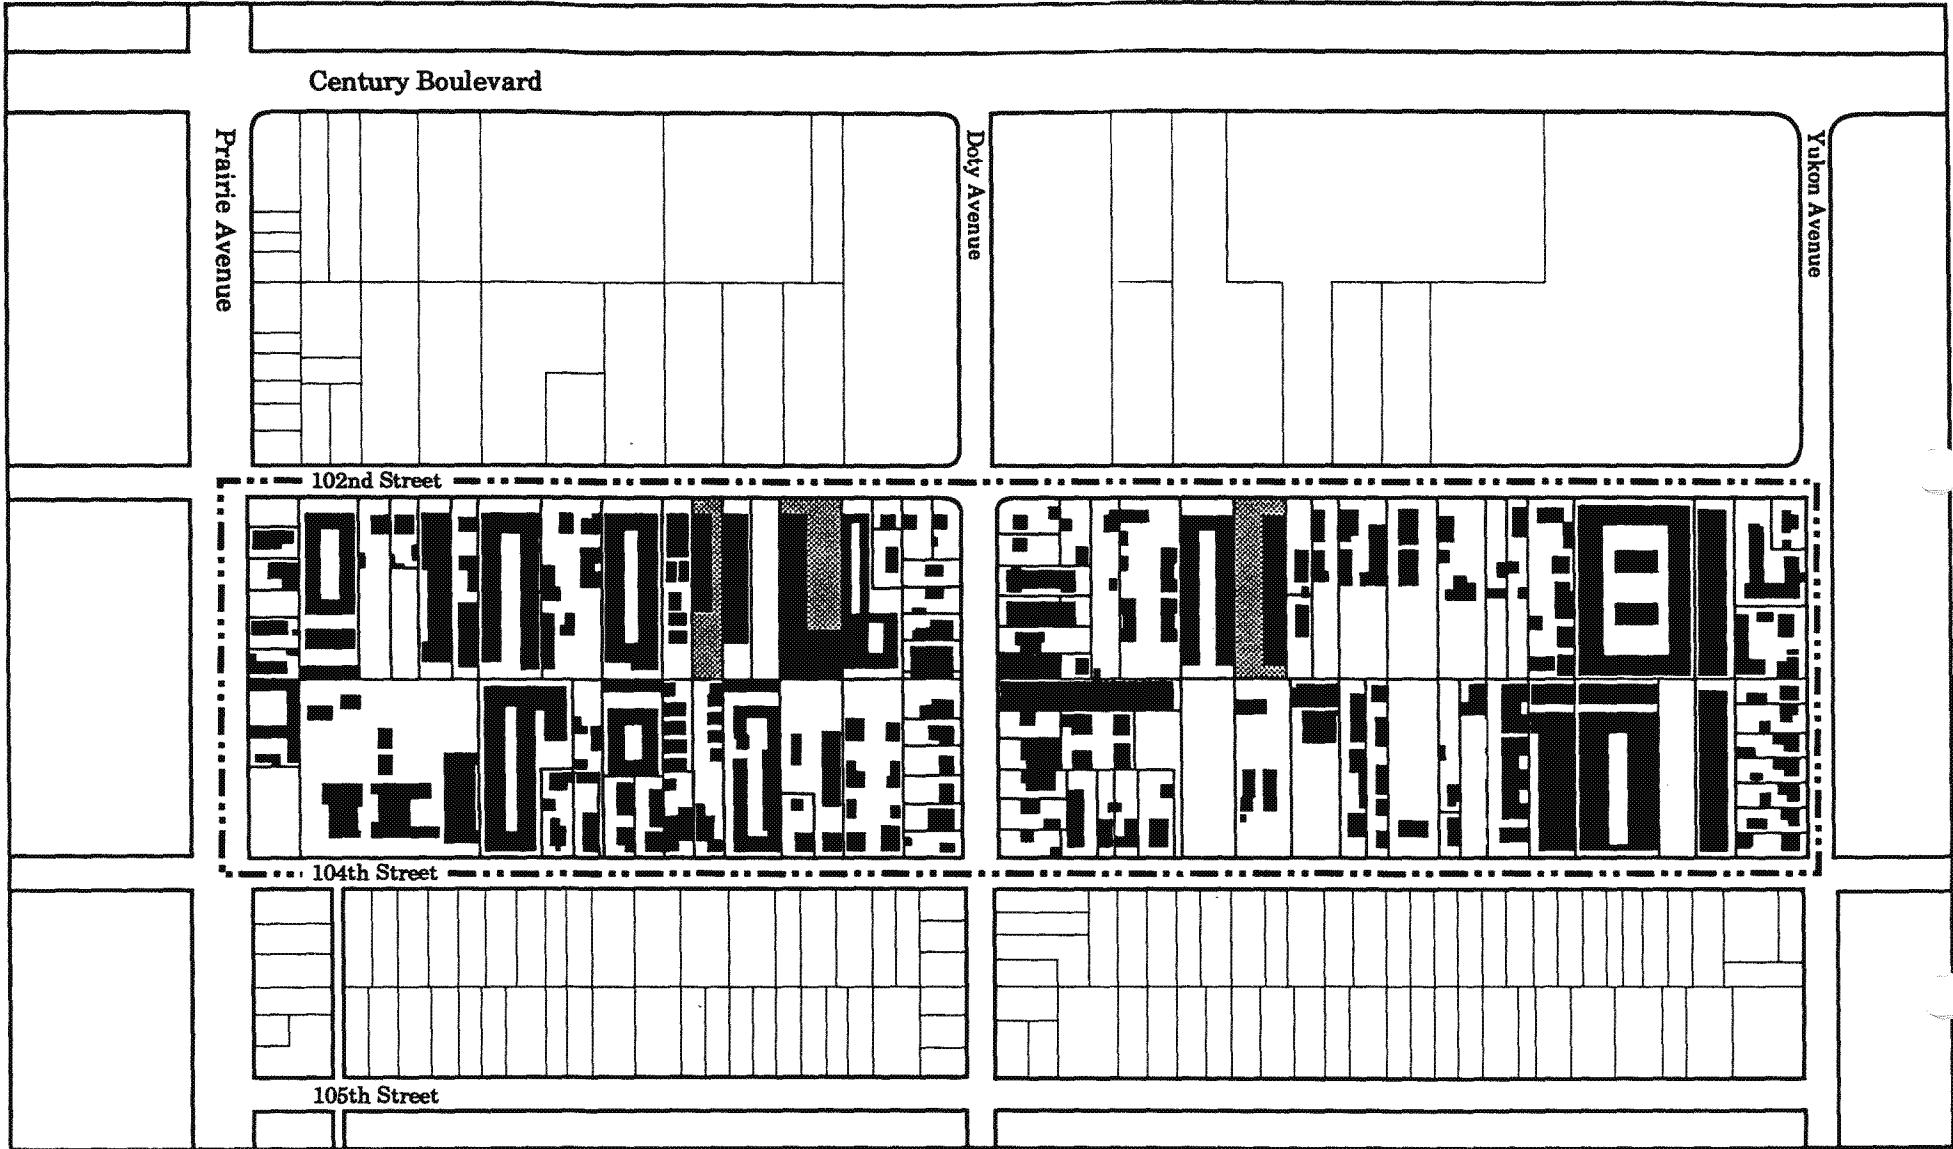 Century Boulevard
Prairie Avenue
Doty Avenue
Yukon Avenue
102nd Street
104th Street
105th Street